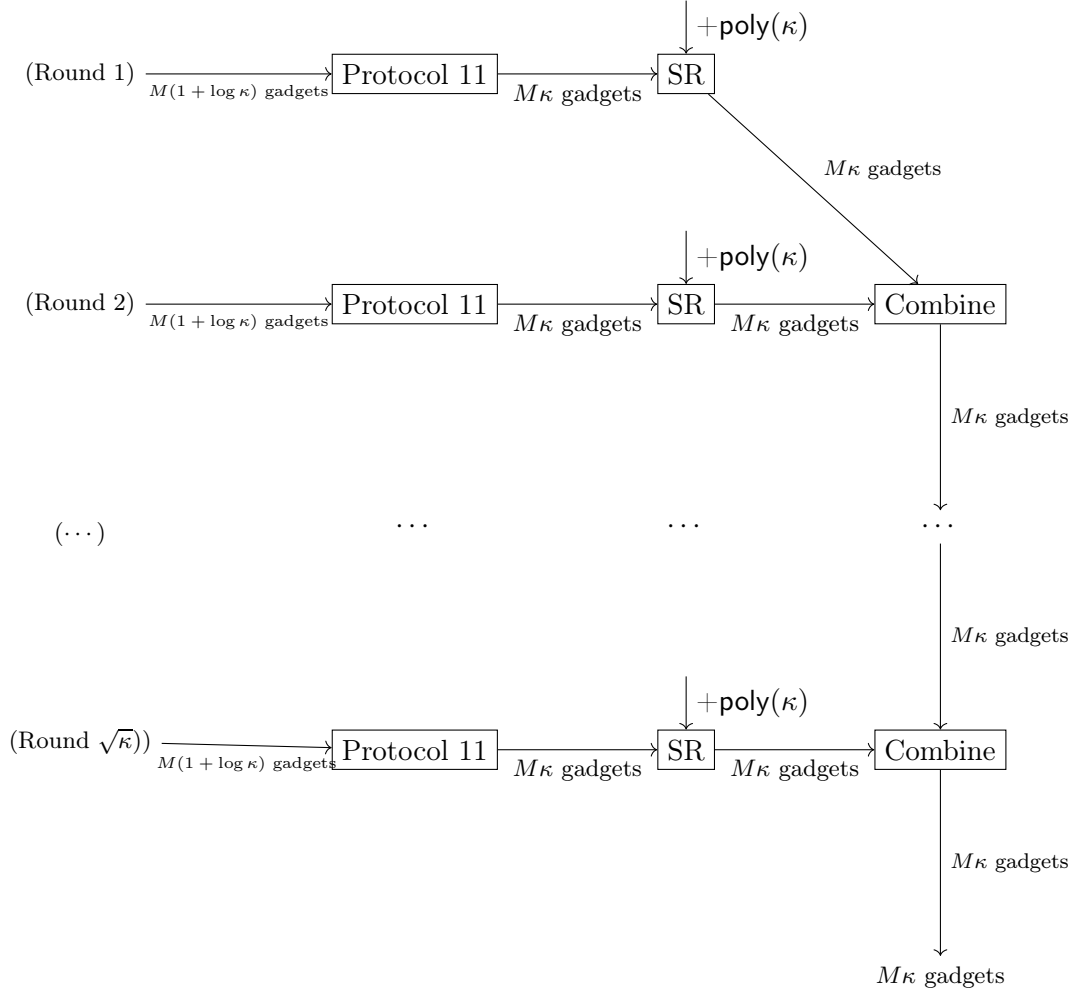 +poly(κ)
(Round 1)
Protocol 11
SR
M(1 + log κ) gadgets
Mκ gadgets
Mκ gadgets
+poly(κ)
(Round 2)
Protocol 11
SR
Combine
M(1 + log κ) gadgets
Mκ gadgets
Mκ gadgets
Mκ gadgets
(···)
···
···
···
Mκ gadgets
+poly(κ)
(Round √κ))
Protocol 11
SR
Combine
M(1 + log κ) gadgets
Mκ gadgets
Mκ gadgets
Mκ gadgets
Mκ gadgets